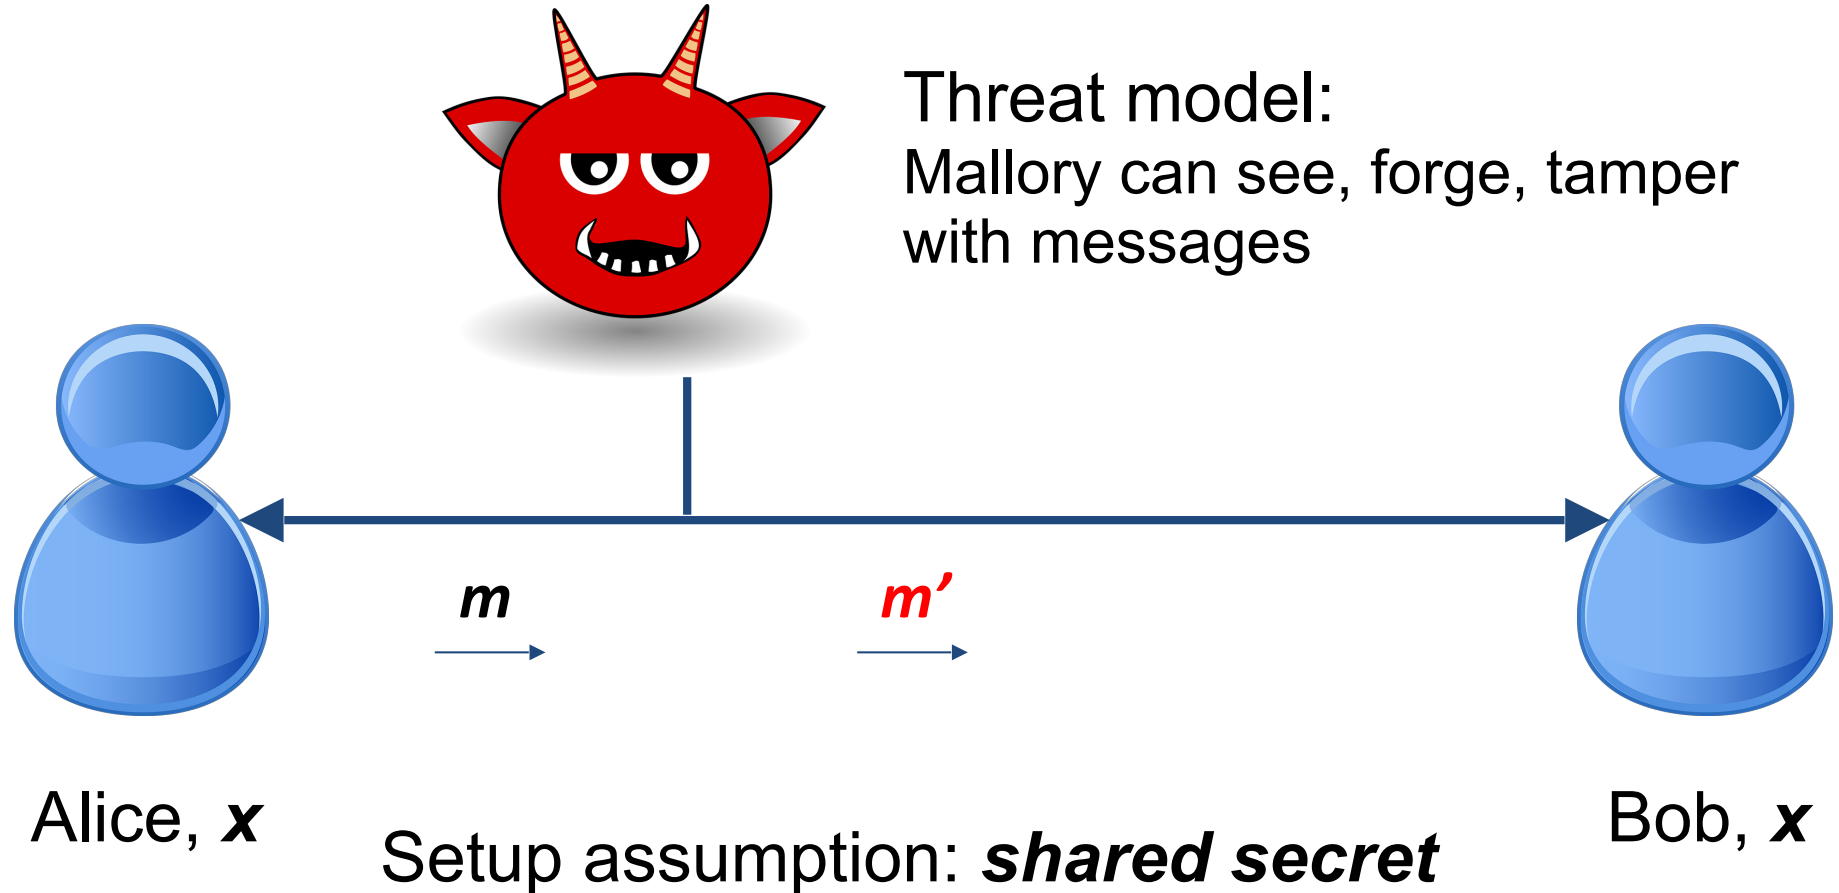 Threat model:
Mallory can see, forge, tamper
with messages
m
m’
Alice, x
Bob, x
Setup assumption: shared secret